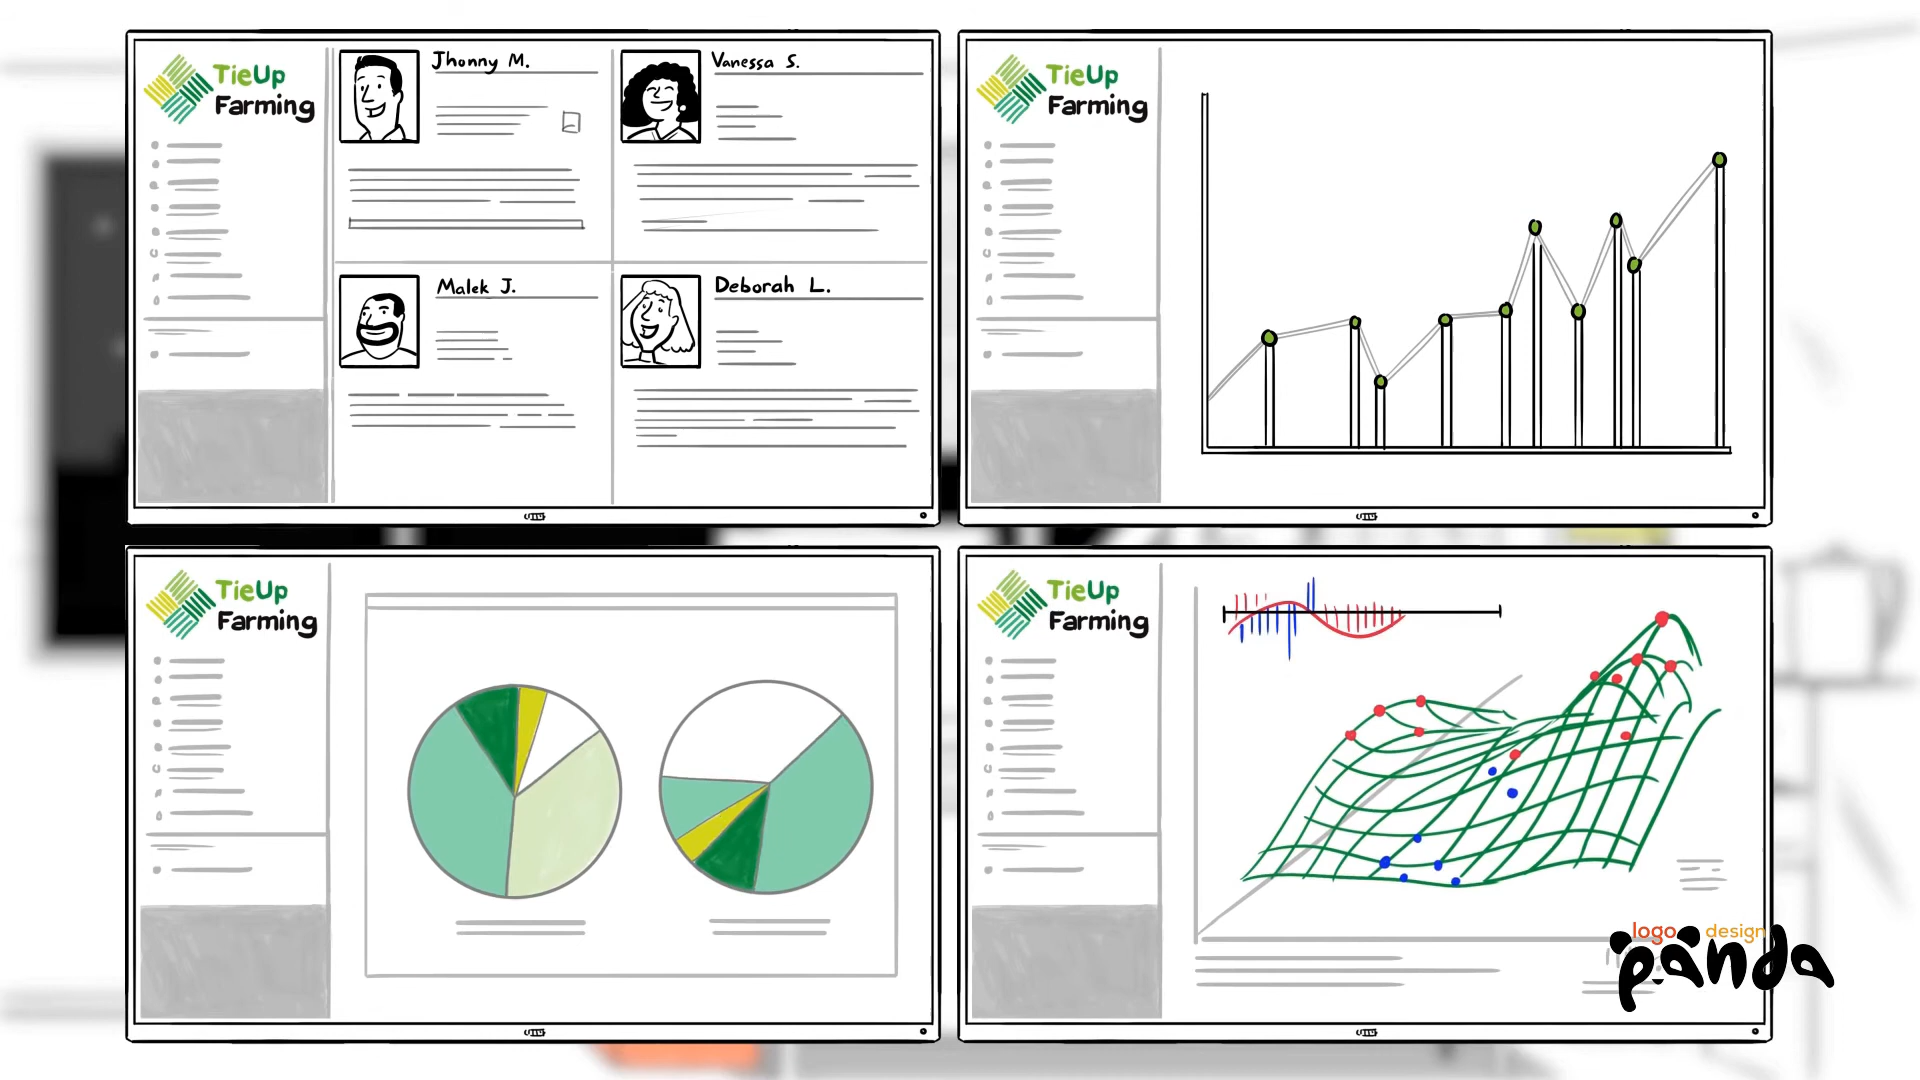 TieUp
Farming
Jhonny M.
Vanessa S.
Malek J.
Deborah L.
TieUp
Farming
TieUp
Farming
TieUp
Farming
logo design
panda